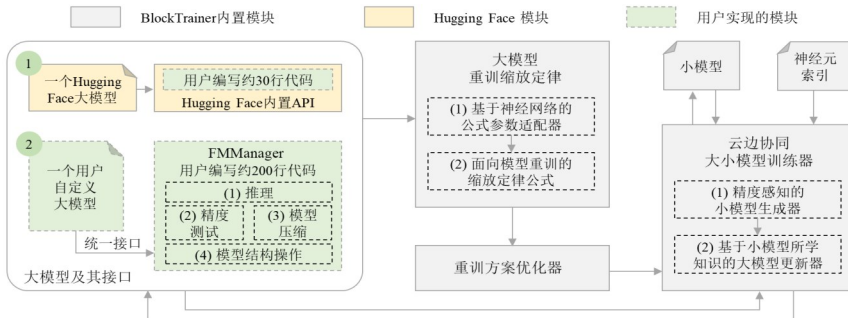 BlockTrainer内置模块
Hugging Face 模块
用户实现的模块
1
一个Hugging
Face大模型
用户编写约30行代码
Hugging Face内置API
2
一个用户
自定义
大模型
统一接口
FMManager
用户编写约200行代码
(1) 推理
(2) 精度
测试
(3) 模型
压缩
(4) 模型结构操作
大模型及其接口
大模型
重训缩放定律
(1) 基于神经网络的
公式参数适配器
(2) 面向模型重训的
缩放定律公式
重训方案优化器
小模型
神经元
索引
云边协同
大小模型训练器
(1) 精度感知的
小模型生成器
(2) 基于小模型所学
知识的大模型更新器